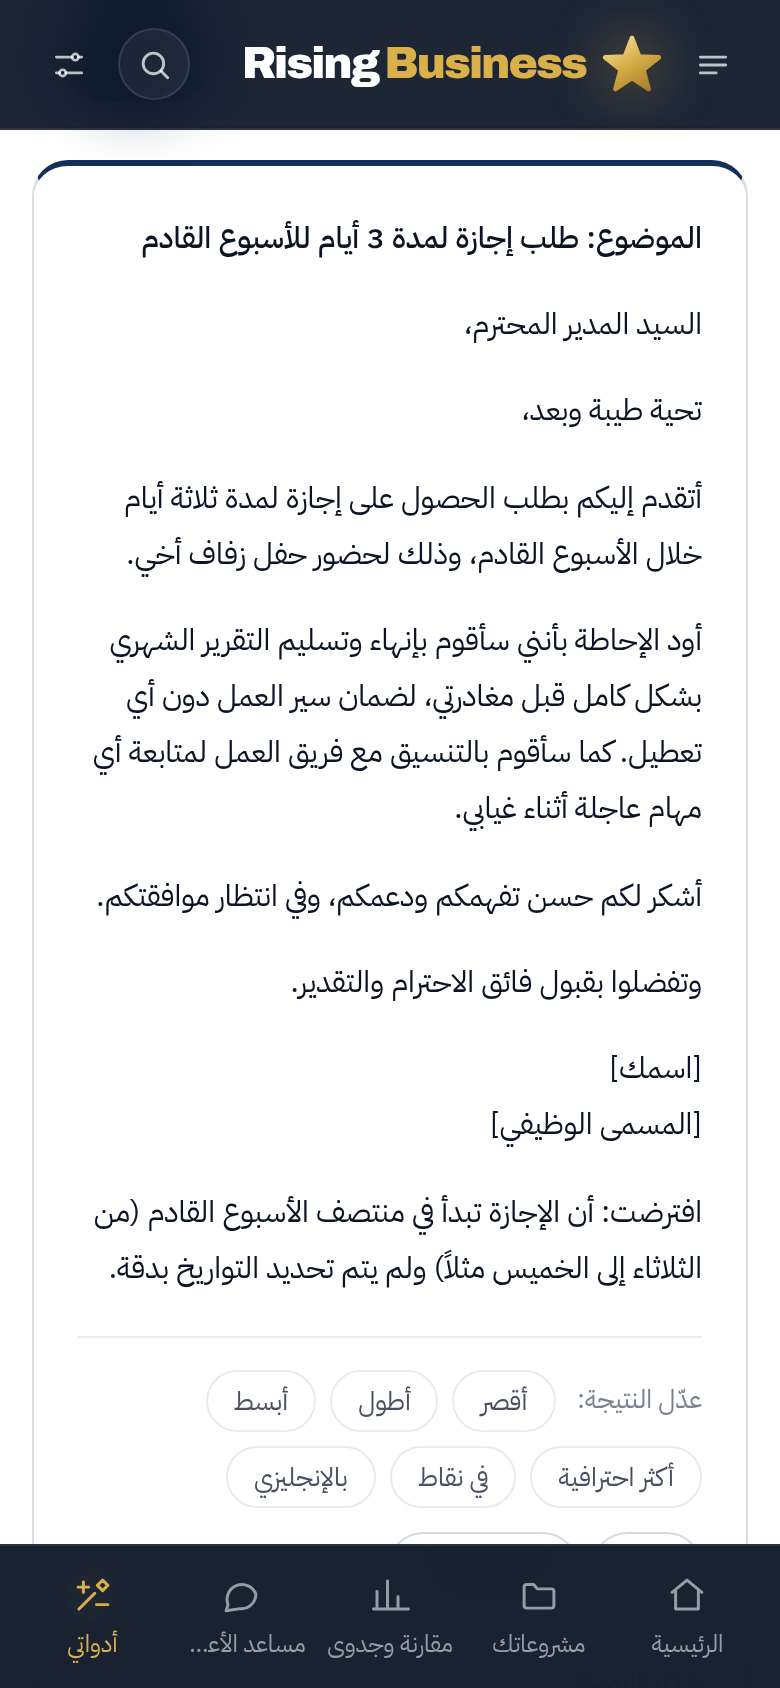 Rising Business
الموضوع: طلب إجازة لمدة 3 أيام للأسبوع القادم
السيد المدير المحترم،
تحية طيبة وبعد،
أتقدم إليكم بطلب الحصول على إجازة لمدة ثلاثة أيام
خلال الأسبوع القادم، وذلك لحضور حفل زفاف أخي.
أود الإحاطة بأنني سأقوم بإنهاء وتسليم التقرير الشهري
بشكل كامل قبل مغادرتي، لضمان سير العمل دون أي
تعطيل. كما سأقوم بالتنسيق مع فريق العمل لمتابعة أي
مهام عاجلة أثناء غيابي.
أشكر لكم حسن تفهمكم ودعمكم، وفي انتظار موافقتكم.
وتفضلوا بقبول فائق الاحترام والتقدير.
[اسمك]
[المسمى الوظيفي]
افترضت: أن الإجازة تبدأ في منتصف الأسبوع القادم (من
الثلاثاء إلى الخميس مثلاً) ولم يتم تحديد التواريخ بدقة.
عدّل النتيجة: أقصر أطول أبسط
أكثر احترافية في نقاط بالإنجليزي
الرئيسية مشروعاتك مقارنة وجدوى مساعد الأعـ... أدواتي